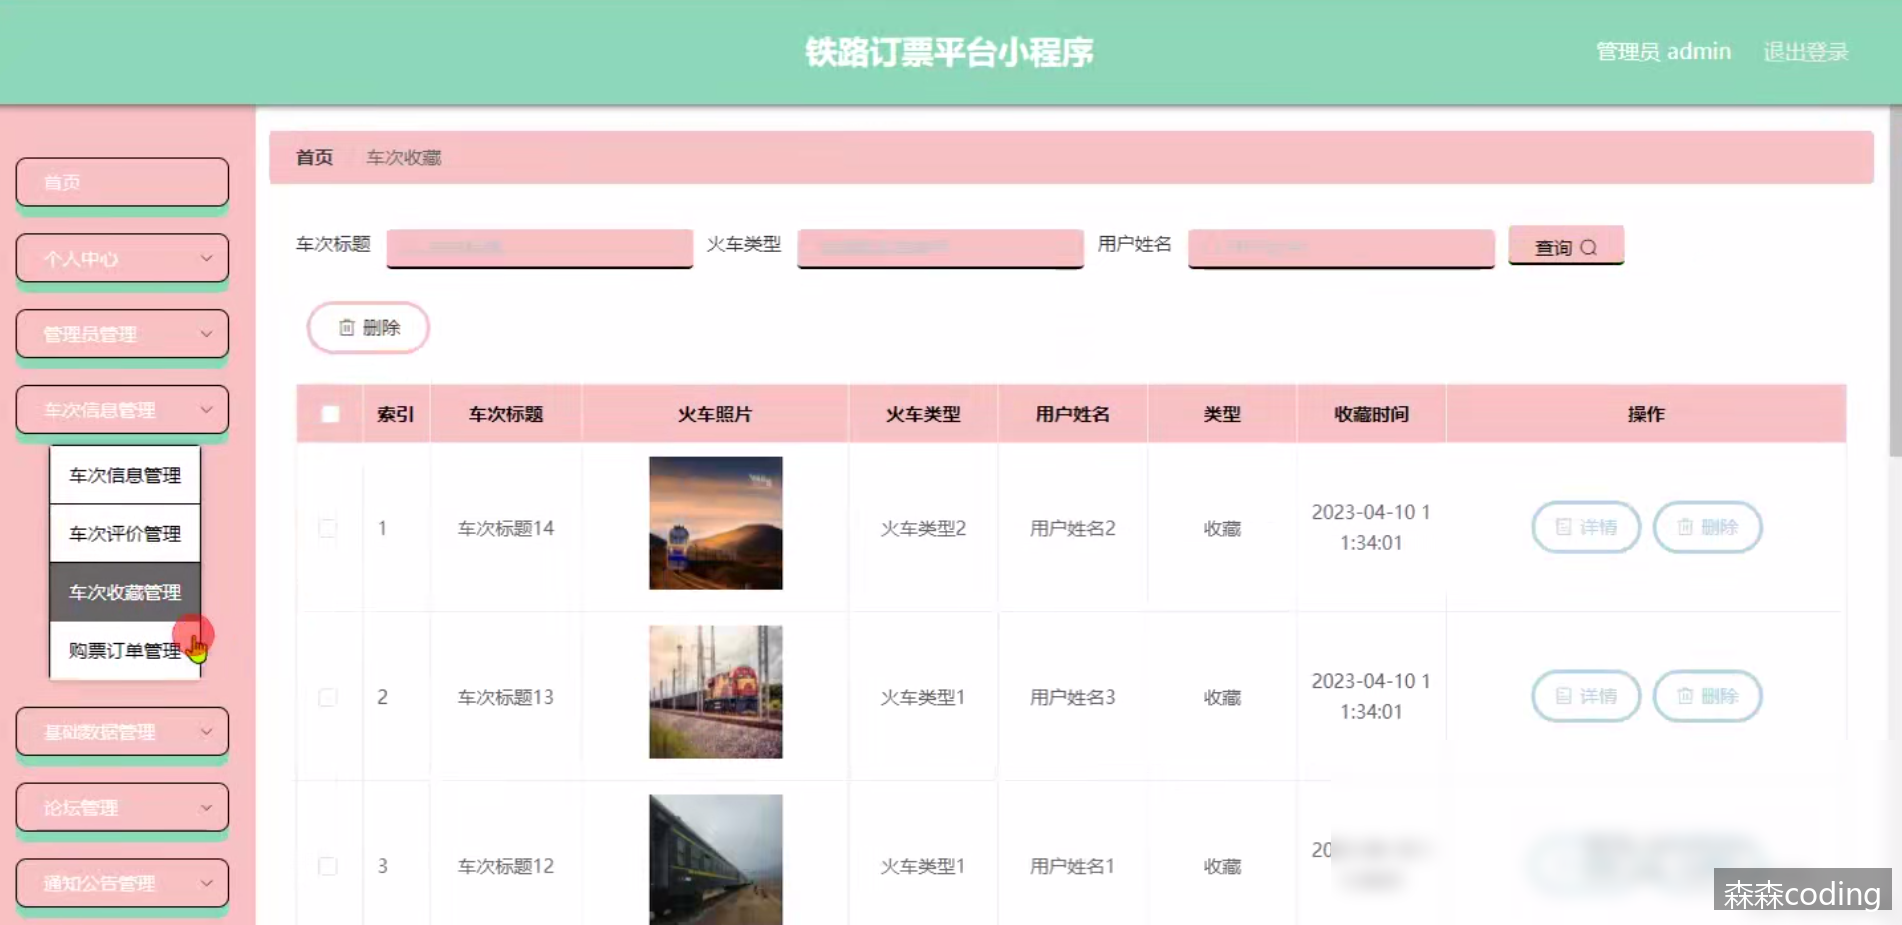 铁路订票平台小程序
管理员 admin
退出登录
首页
个人中心
管理员管理
车次信息管理
车次信息管理
车次评价管理
车次收藏管理
购票订单管理
基础数据管理
论坛管理
通知公告管理
首页 车次收藏
车次标题 火车类型 用户姓名 查询
删除
索引 车次标题 火车照片 火车类型 用户姓名 类型 收藏时间 操作
1 车次标题14 火车类型2 用户姓名2 收藏 2023-04-10 1
1:34:01
详情 删除
2 车次标题13 火车类型1 用户姓名3 收藏 2023-04-10 1
1:34:01
详情 删除
3 车次标题12 火车类型1 用户姓名1 收藏 20
森森coding